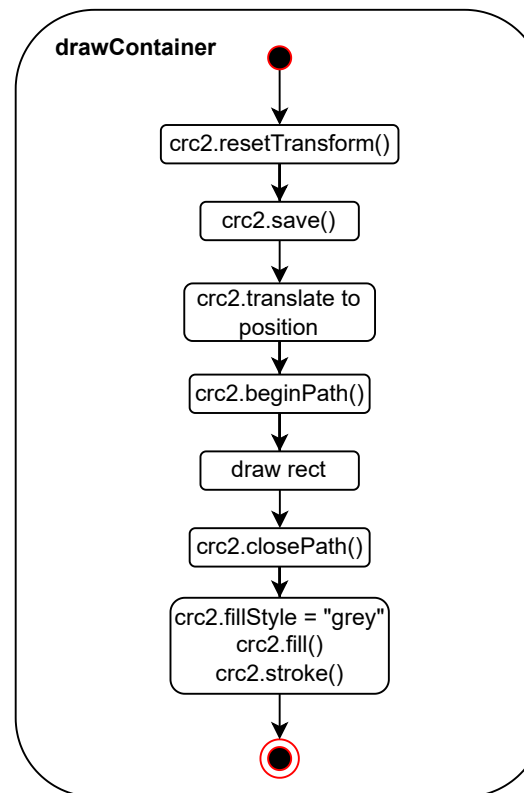 drawContainer
crc2.resetTransform()
crc2.save()
crc2.translate to
position
crc2.beginPath()
draw rect
crc2.closePath()
crc2.fillStyle = "grey"
crc2.fill()
crc2.stroke()